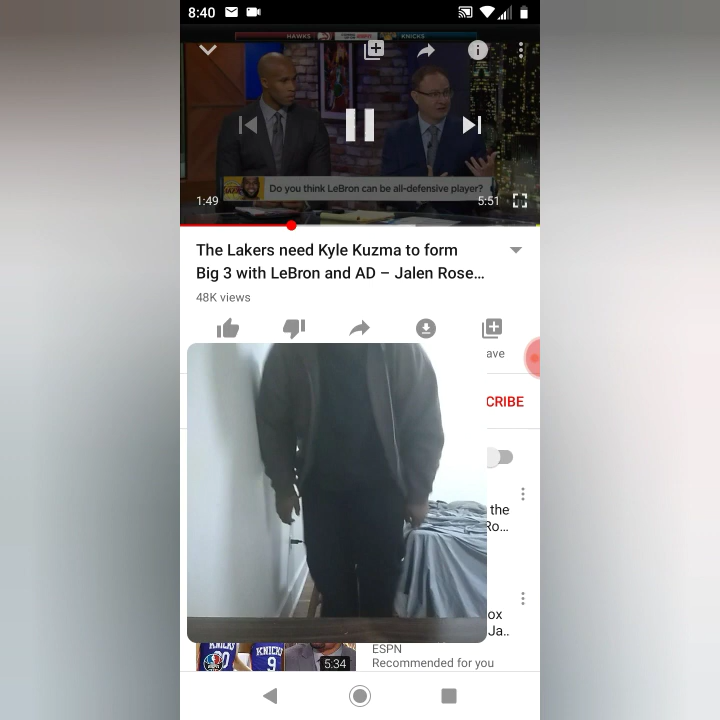 8:40
HAWKS
KNICKS
Do you think LeBron can be all-defensive player?
1:49
5:51
The Lakers need Kyle Kuzma to form
Big 3 with LeBron and AD – Jalen Rose...
48K views
ave
CRIBE
the
Ro...
ox
Ja..
KNICKS
9
5:34
ESPN
Recommended for you